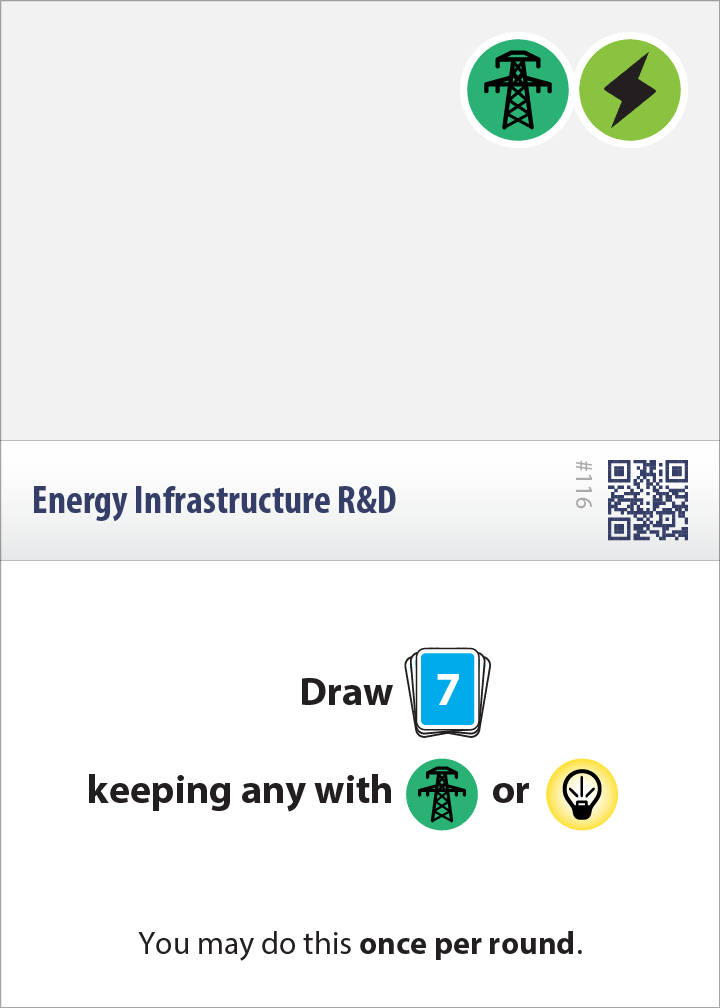 Energy Infrastructure R&D
#116
Draw 7
keeping any with or
You may do this once per round.